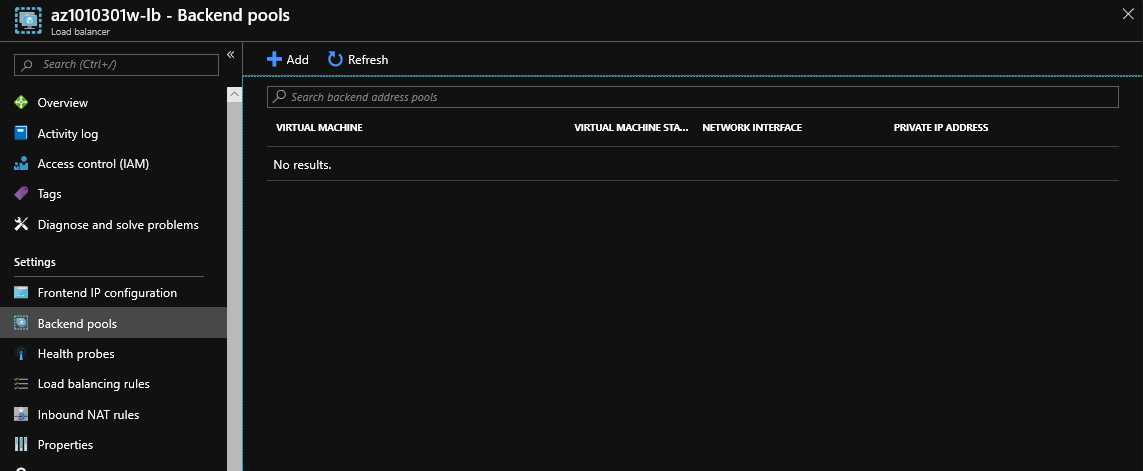 az1010301w-lb - Backend pools
Load balancer
Search (Ctrl+/)
«
Add
Refresh
Overview
Activity log
Access control (IAM)
Tags
Diagnose and solve problems
Settings
Frontend IP configuration
Backend pools
Health probes
Load balancing rules
Inbound NAT rules
Properties
Search backend address pools
VIRTUAL MACHINE VIRTUAL MACHINE STA... NETWORK INTERFACE PRIVATE IP ADDRESS
No results.